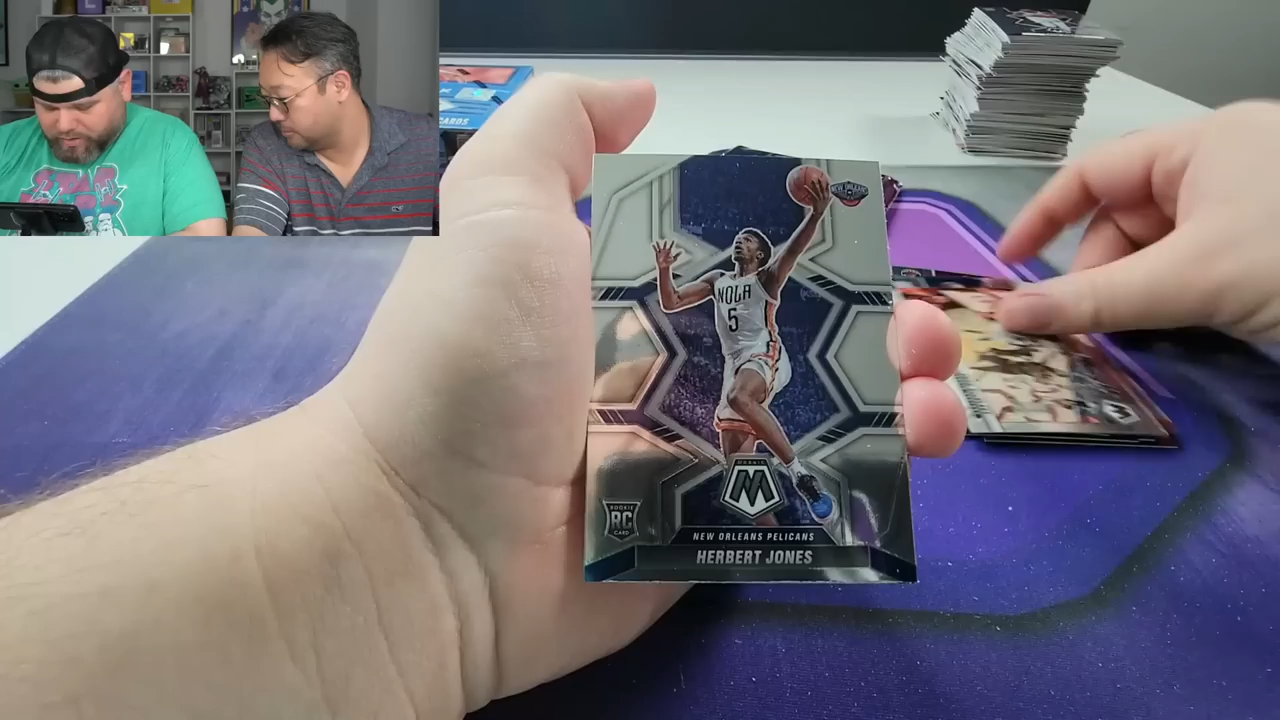 CARDS
NEW ORLEANS
NOLA
5
MOSAIC
M
ROOKIE
RC
CARD
NEW ORLEANS PELICANS
HERBERT JONES